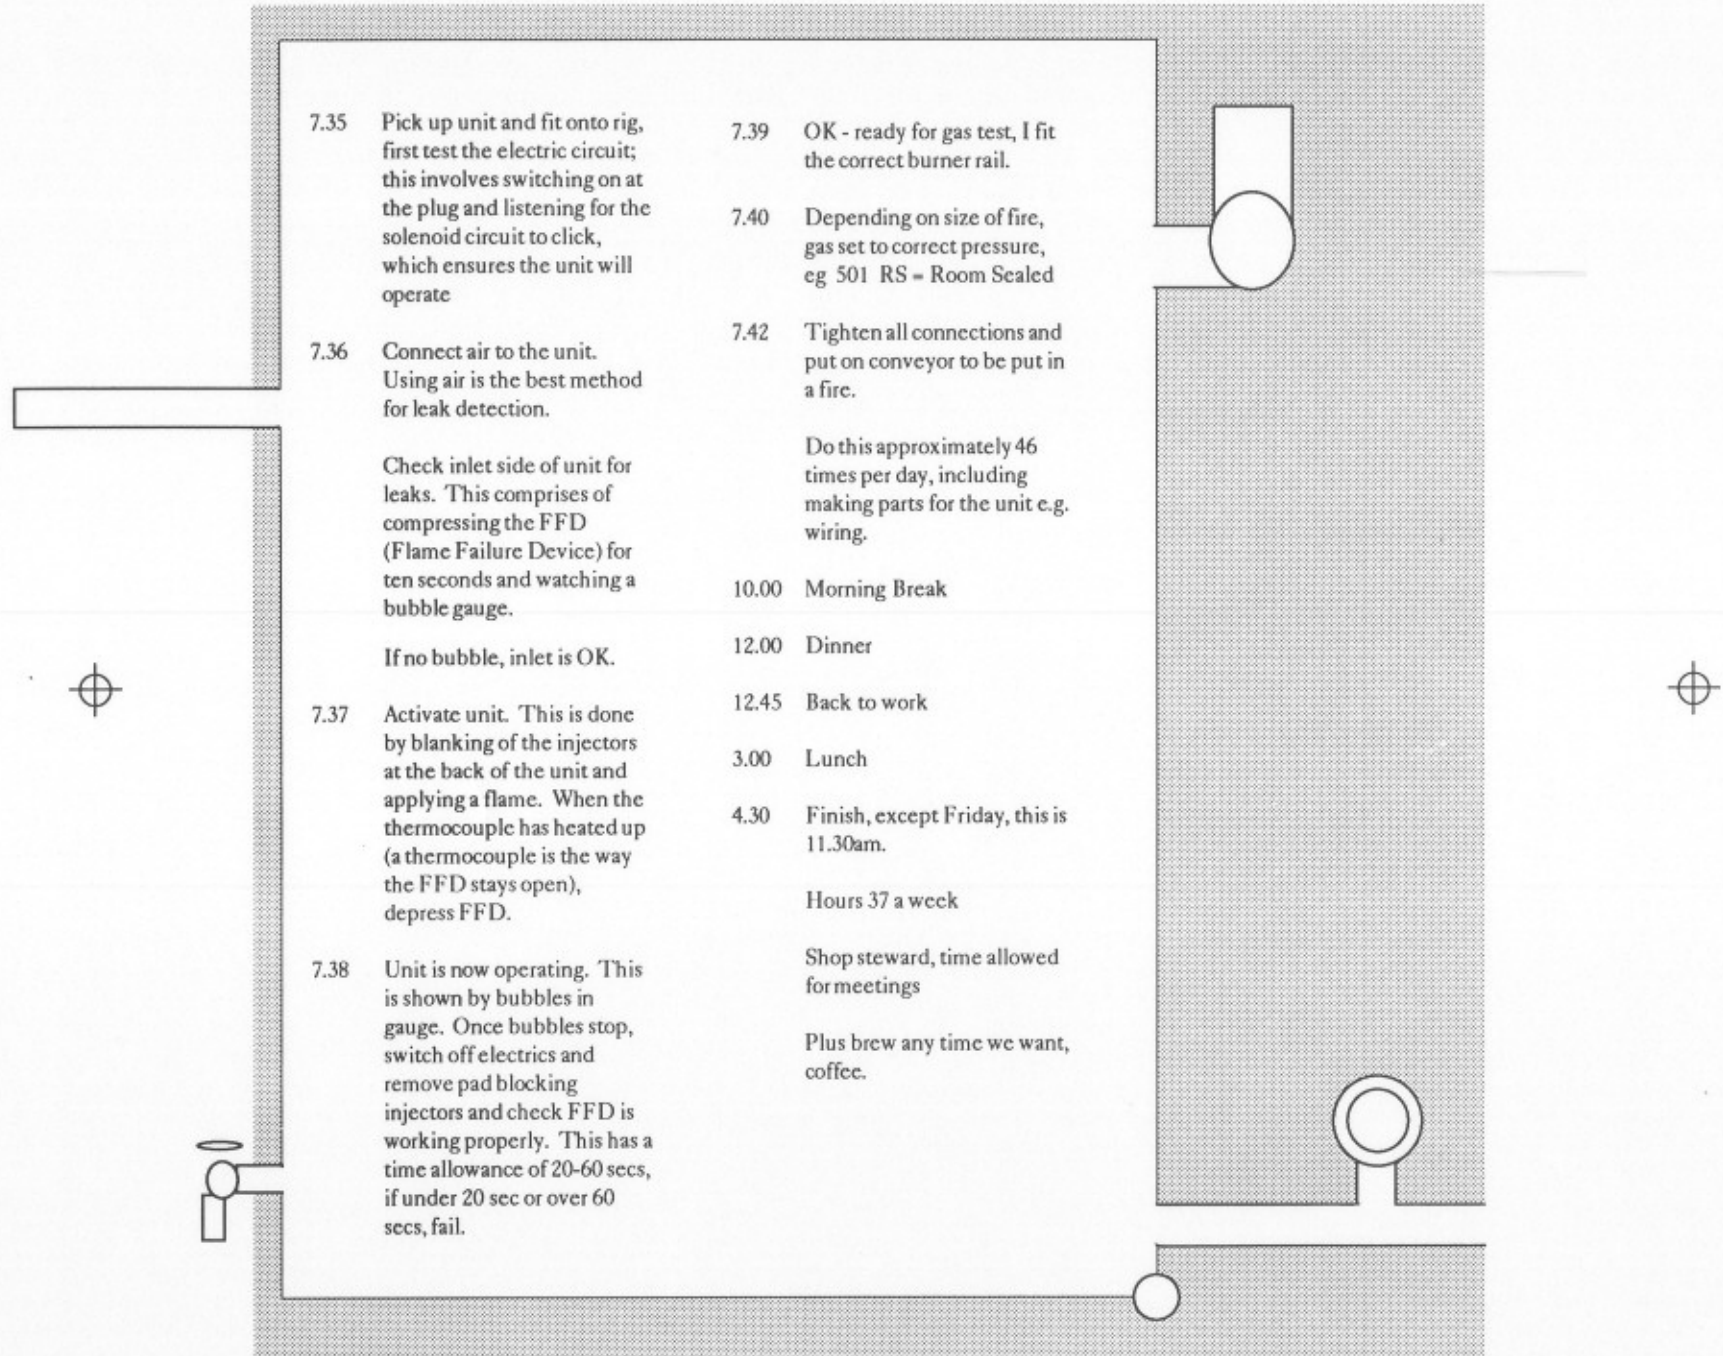 7.35 Pick up unit and fit onto rig,
first test the electric circuit;
this involves switching on at
the plug and listening for the
solenoid circuit to click,
which ensures the unit will
operate
7.36 Connect air to the unit.
Using air is the best method
for leak detection.
Check inlet side of unit for
leaks. This comprises of
compressing the FFD
(Flame Failure Device) for
ten seconds and watching a
bubble gauge.
If no bubble, inlet is OK.
7.37 Activate unit. This is done
by blanking of the injectors
at the back of the unit and
applying a flame. When the
thermocouple has heated up
(a thermocouple is the way
the FFD stays open),
depress FFD.
7.38 Unit is now operating. This
is shown by bubbles in
gauge. Once bubbles stop,
switch off electrics and
remove pad blocking
injectors and check FFD is
working properly. This has a
time allowance of 20-60 secs,
if under 20 sec or over 60
secs, fail.
7.39 OK - ready for gas test, I fit
the correct burner rail.
7.40 Depending on size of fire,
gas set to correct pressure,
eg 501 RS = Room Sealed
7.42 Tighten all connections and
put on conveyor to be put in
a fire.
Do this approximately 46
times per day, including
making parts for the unit e.g.
wiring.
10.00 Morning Break
12.00 Dinner
12.45 Back to work
3.00 Lunch
4.30 Finish, except Friday, this is
11.30am.
Hours 37 a week
Shop steward, time allowed
for meetings
Plus brew any time we want,
coffee.